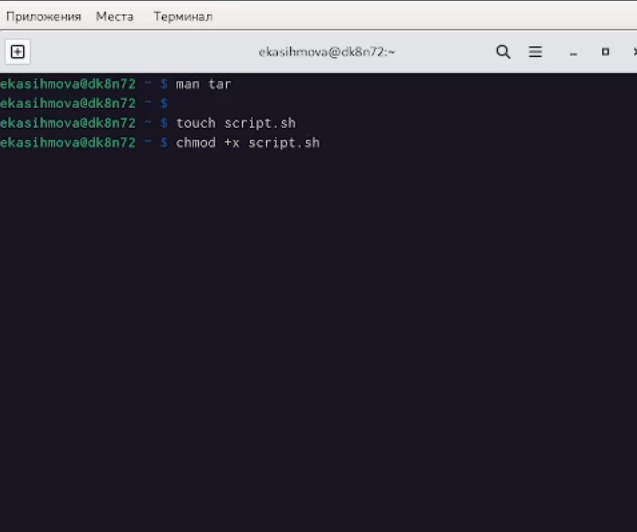 Приложения Места Терминал
ekasihmova@dk8n72:~
ekasihmova@dk8n72 ~ $ man tar
ekasihmova@dk8n72 ~ $
ekasihmova@dk8n72 ~ $ touch script.sh
ekasihmova@dk8n72 ~ $ chmod +x script.sh